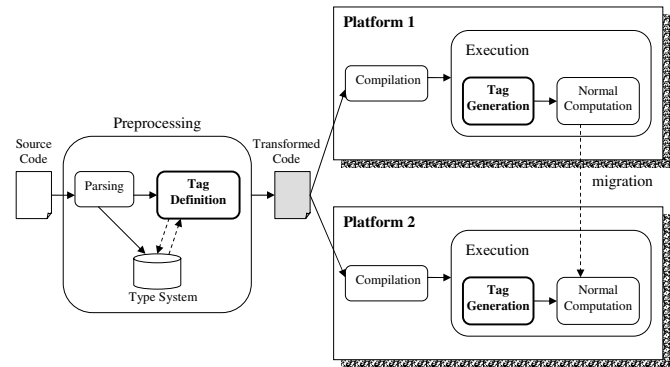 Platform 1
Execution
Compilation
Tag
Generation
Normal
Computation
Preprocessing
Source
Code
Transformed
Code
Parsing
Tag
Definition
Type System
migration
Platform 2
Execution
Compilation
Tag
Generation
Normal
Computation